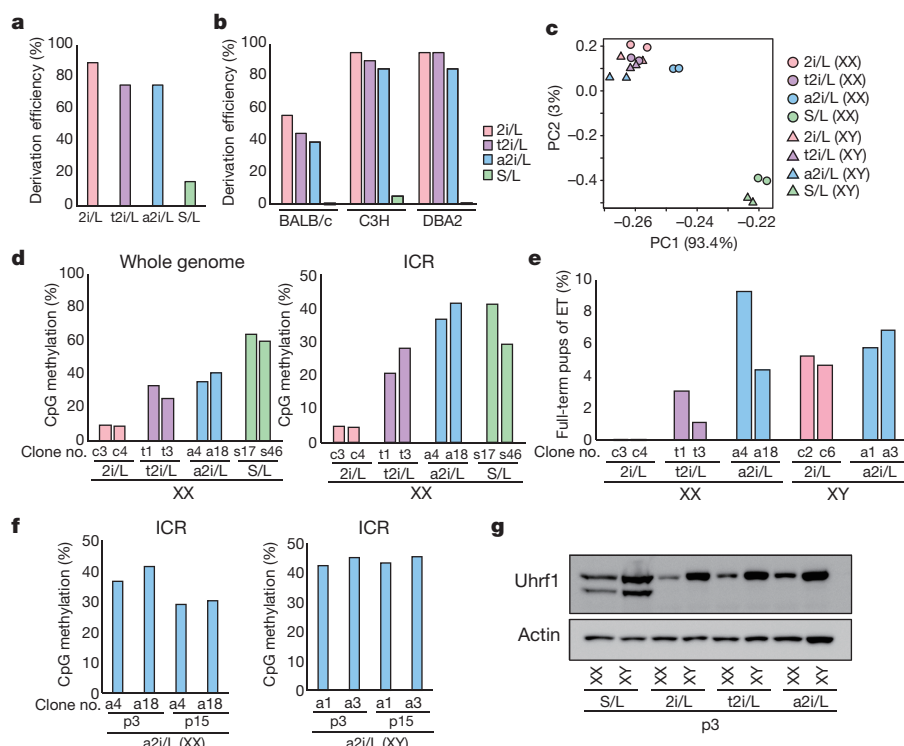 a
Derivation efficiency (%)
100
80
60
40
20
0
2i/L t2i/L a2i/L S/L
b
Derivation efficiency (%)
100
80
60
40
20
0
BALB/c C3H DBA2
2i/L
t2i/L
a2i/L
S/L
c
PC2 (3%)
0.2
0
−0.2
−0.4
−0.26 −0.24 −0.22
PC1 (93.4%)
2i/L (XX)
t2i/L (XX)
a2i/L (XX)
S/L (XX)
2i/L (XY)
t2i/L (XY)
a2i/L (XY)
S/L (XY)
d
Whole genome
CpG methylation (%)
100
80
60
40
20
0
Clone no. c3 c4 t1 t3 a4 a18 s17 s46
2i/L t2i/L a2i/L S/L
XX
ICR
CpG methylation (%)
50
40
30
20
10
0
c3 c4 t1 t3 a4 a18 s17 s46
2i/L t2i/L a2i/L S/L
XX
e
Full-term pups of ET (%)
10
8
6
4
2
0
Clone no. c3 c4 t1 t3 a4 a18 c2 c6 a1 a3
2i/L t2i/L a2i/L 2i/L a2i/L
XX XY
f
ICR
CpG methylation (%)
50
40
30
20
10
0
Clone no. a4 a18 a4 a18
p3 p15
a2i/L (XX)
ICR
CpG methylation (%)
50
40
30
20
10
0
a1 a3 a1 a3
p3 p15
a2i/L (XY)
g
Uhrf1
Actin
XX XY XX XY XX XY XX XY
S/L 2i/L t2i/L a2i/L
p3